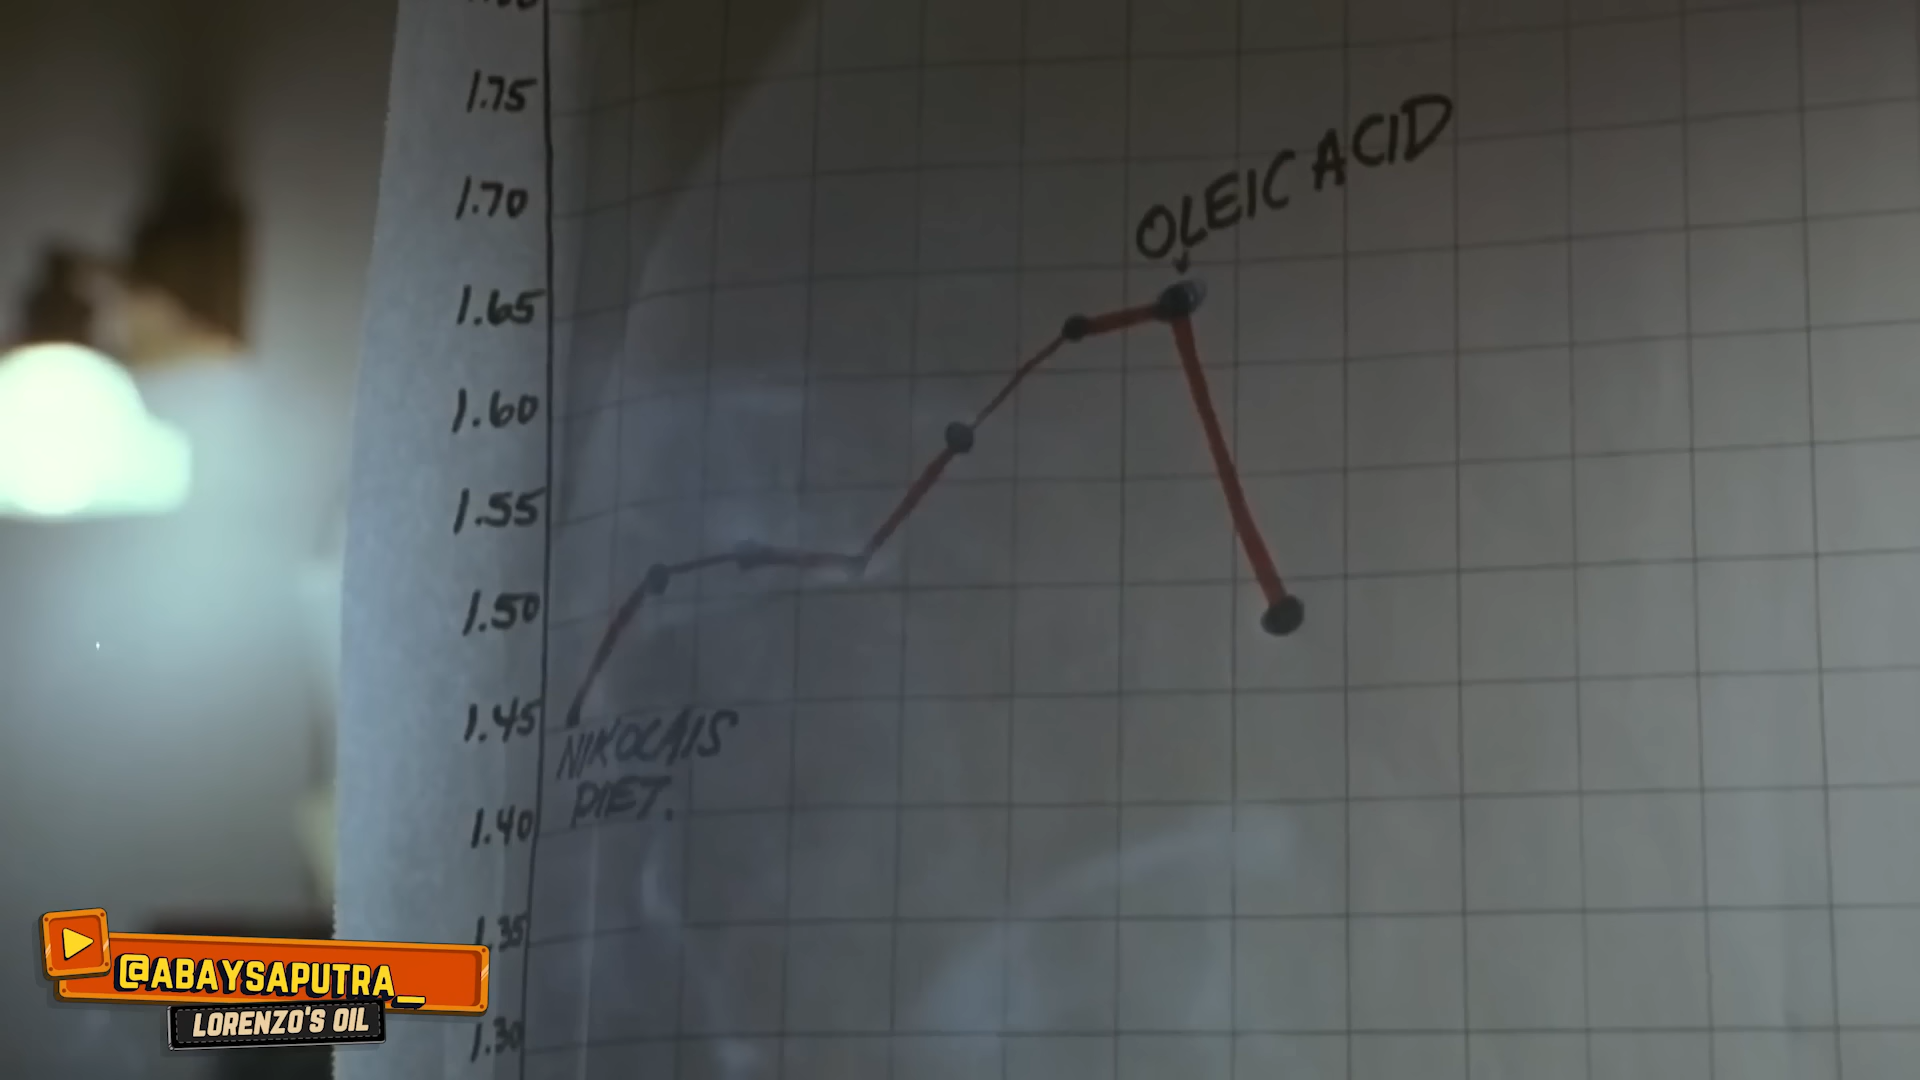 1.75
1.70
1.65
1.60
1.55
1.50
1.45
1.40
1.35
1.30
OLEIC ACID
NIKOLAIS
DIET.
@ABAYSAPUTRA_
LORENZO'S OIL